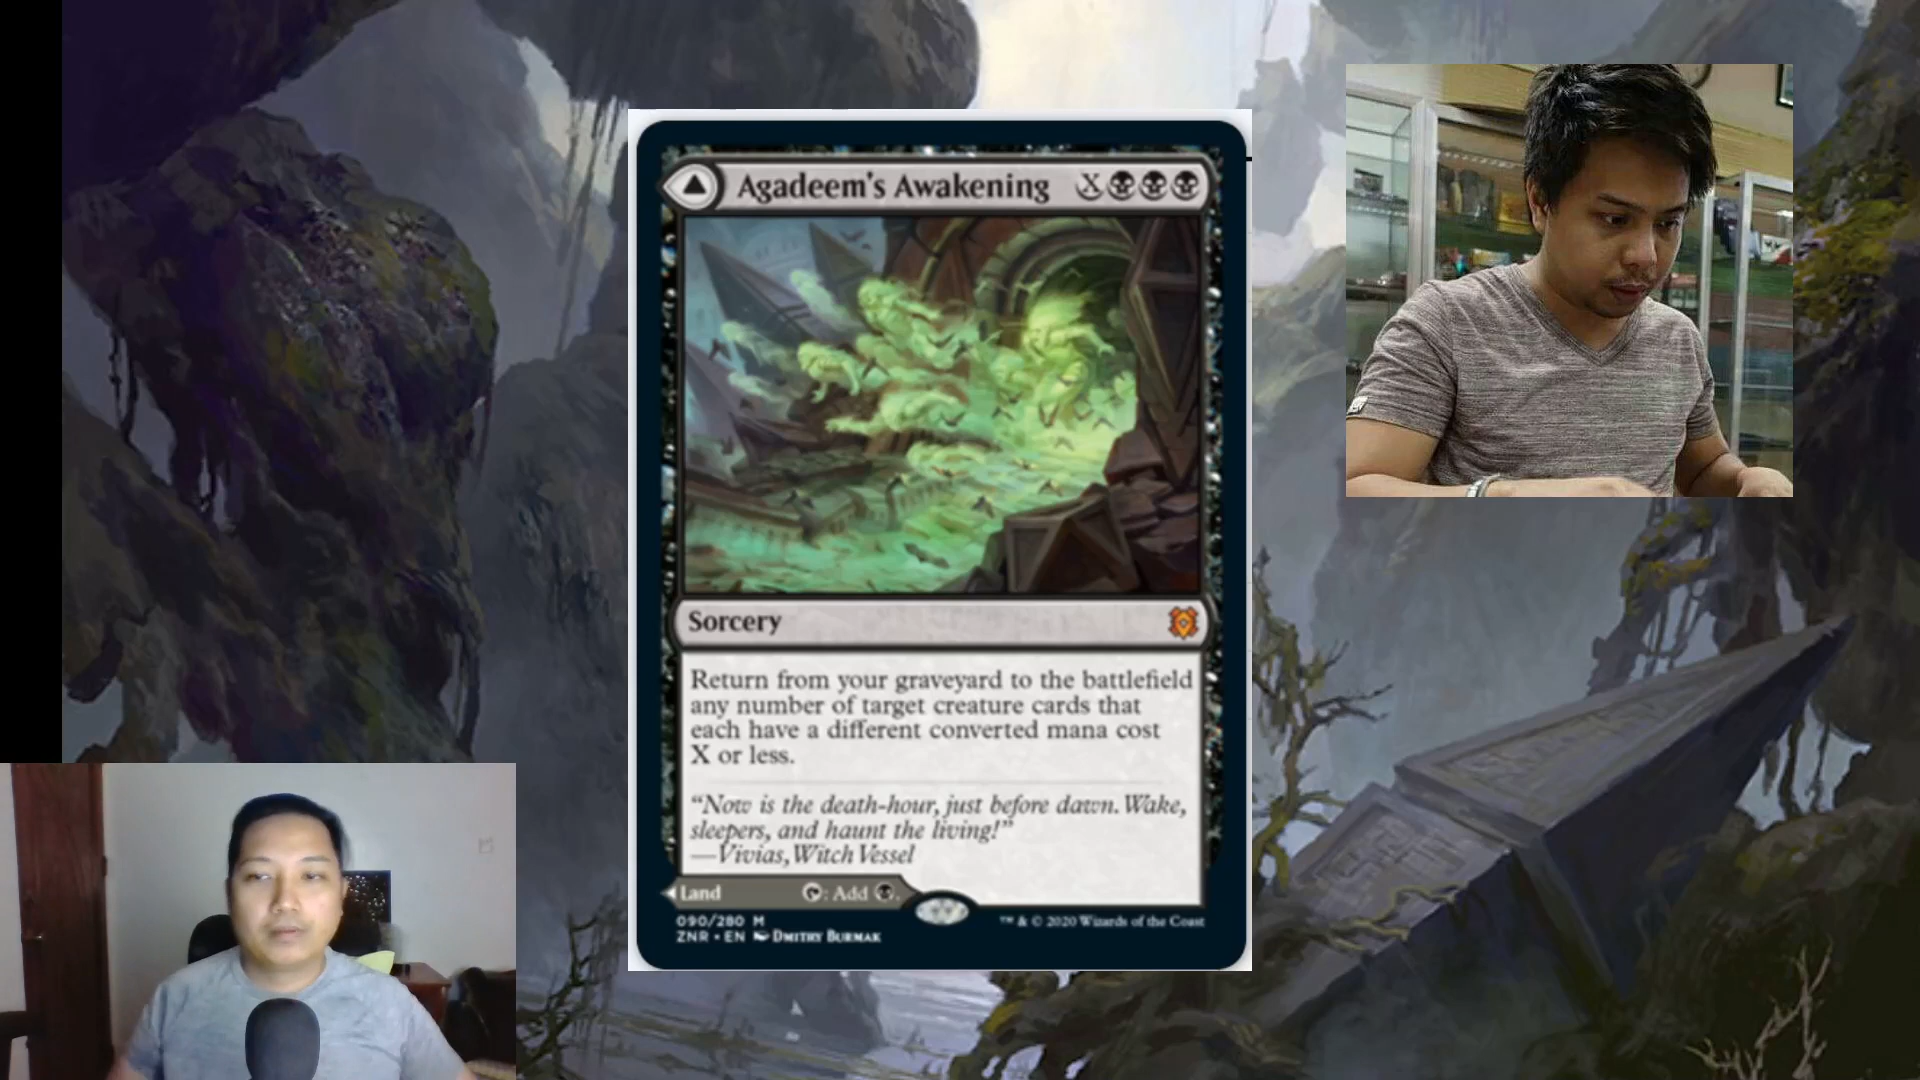 Agadeem's Awakening X
Sorcery
Return from your graveyard to the battlefield
any number of target creature cards that
each have a different converted mana cost
X or less.
“Now is the death-hour, just before dawn. Wake,
sleepers, and haunt the living!”
—Vivias, Witch Vessel
Land : Add .
090/280 M
ZNR • EN Dmitry Burmak
™ & © 2020 Wizards of the Coast